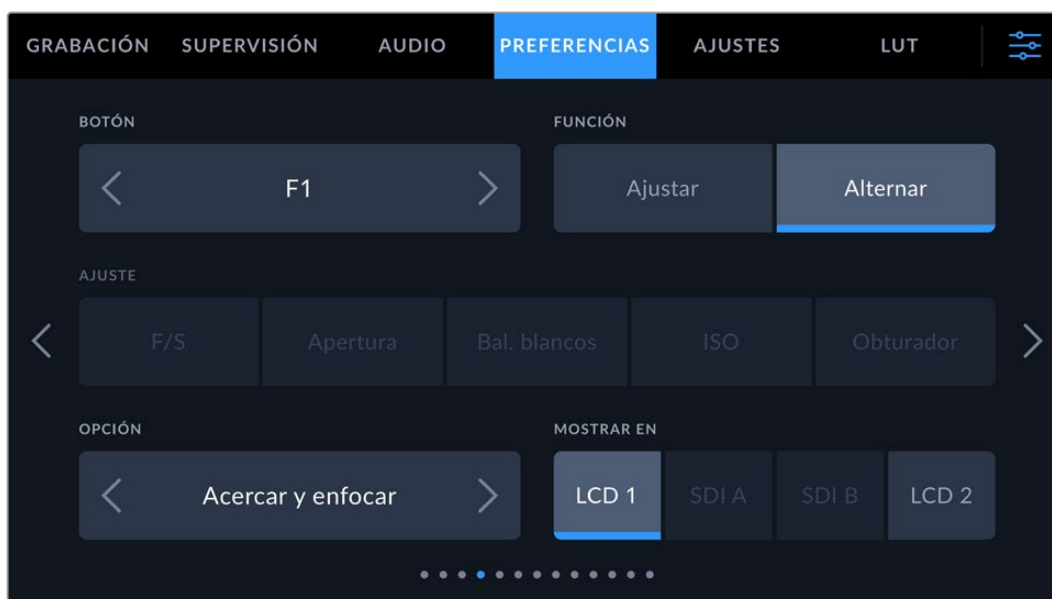 GRABACIÓN SUPERVISIÓN AUDIO PREFERENCIAS AJUSTES LUT
BOTÓN FUNCIÓN
F1 Ajustar Alternar
AJUSTE
F/S Apertura Bal. blancos ISO Obturador
OPCIÓN MOSTRAR EN
Acercar y enfocar LCD 1 SDI A SDI B LCD 2